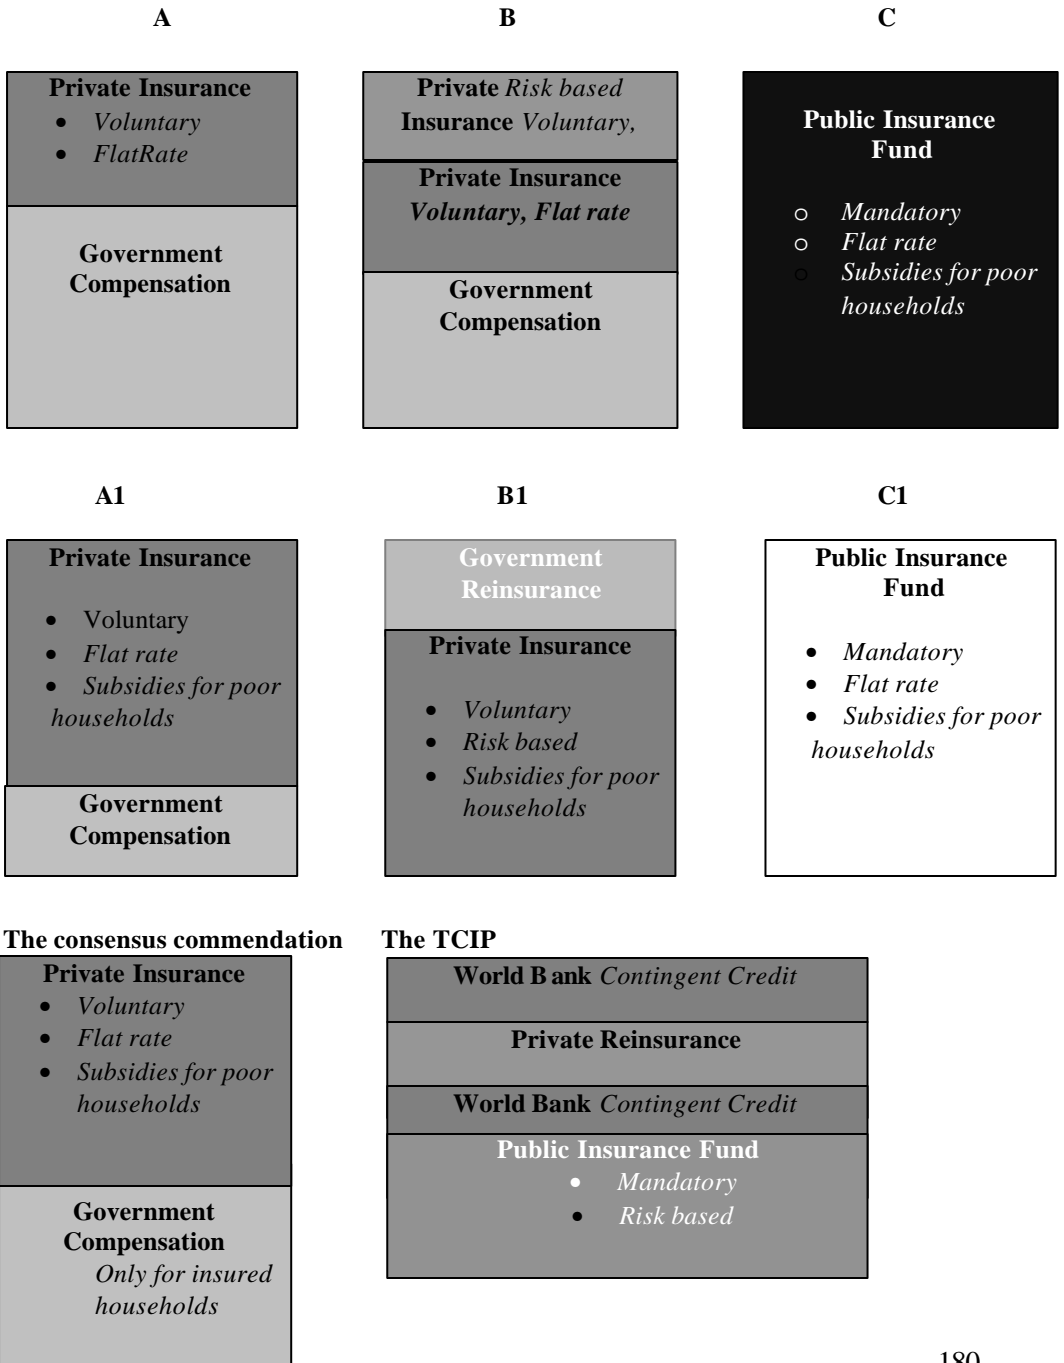 A
B
C
Private Insurance
• Voluntary
• FlatRate
Government
Compensation
Private Risk based
Insurance Voluntary,
Private Insurance
Voluntary, Flat rate
Government
Compensation
Public Insurance
Fund
o Mandatory
o Flat rate
o Subsidies for poor
households
A1
B1
C1
Private Insurance
• Voluntary
• Flat rate
• Subsidies for poor
households
Government
Compensation
Government
Reinsurance
Private Insurance
• Voluntary
• Risk based
• Subsidies for poor
households
Public Insurance
Fund
• Mandatory
• Flat rate
• Subsidies for poor
households
The consensus commendation
Private Insurance
• Voluntary
• Flat rate
• Subsidies for poor
households
Government
Compensation
Only for insured
households
The TCIP
World Bank Contingent Credit
Private Reinsurance
World Bank Contingent Credit
Public Insurance Fund
• Mandatory
• Risk based
180